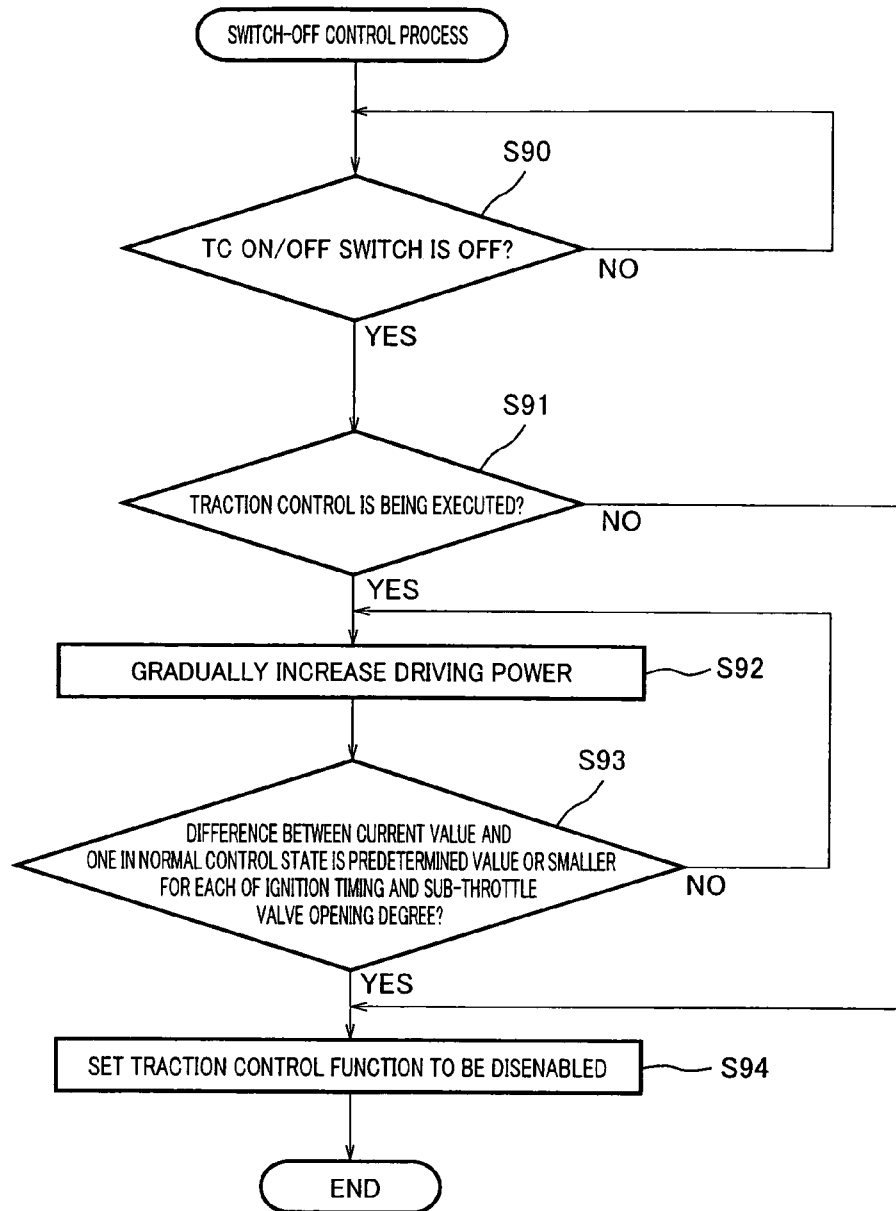 SWITCH-OFF CONTROL PROCESS
S90
TC ON/OFF SWITCH IS OFF?
NO
YES
S91
TRACTION CONTROL IS BEING EXECUTED?
NO
YES
GRADUALLY INCREASE DRIVING POWER
S92
S93
DIFFERENCE BETWEEN CURRENT VALUE AND
ONE IN NORMAL CONTROL STATE IS PREDETERMINED VALUE OR SMALLER
FOR EACH OF IGNITION TIMING AND SUB-THROTTLE
VALVE OPENING DEGREE?
NO
YES
SET TRACTION CONTROL FUNCTION TO BE DISENABLED
S94
END